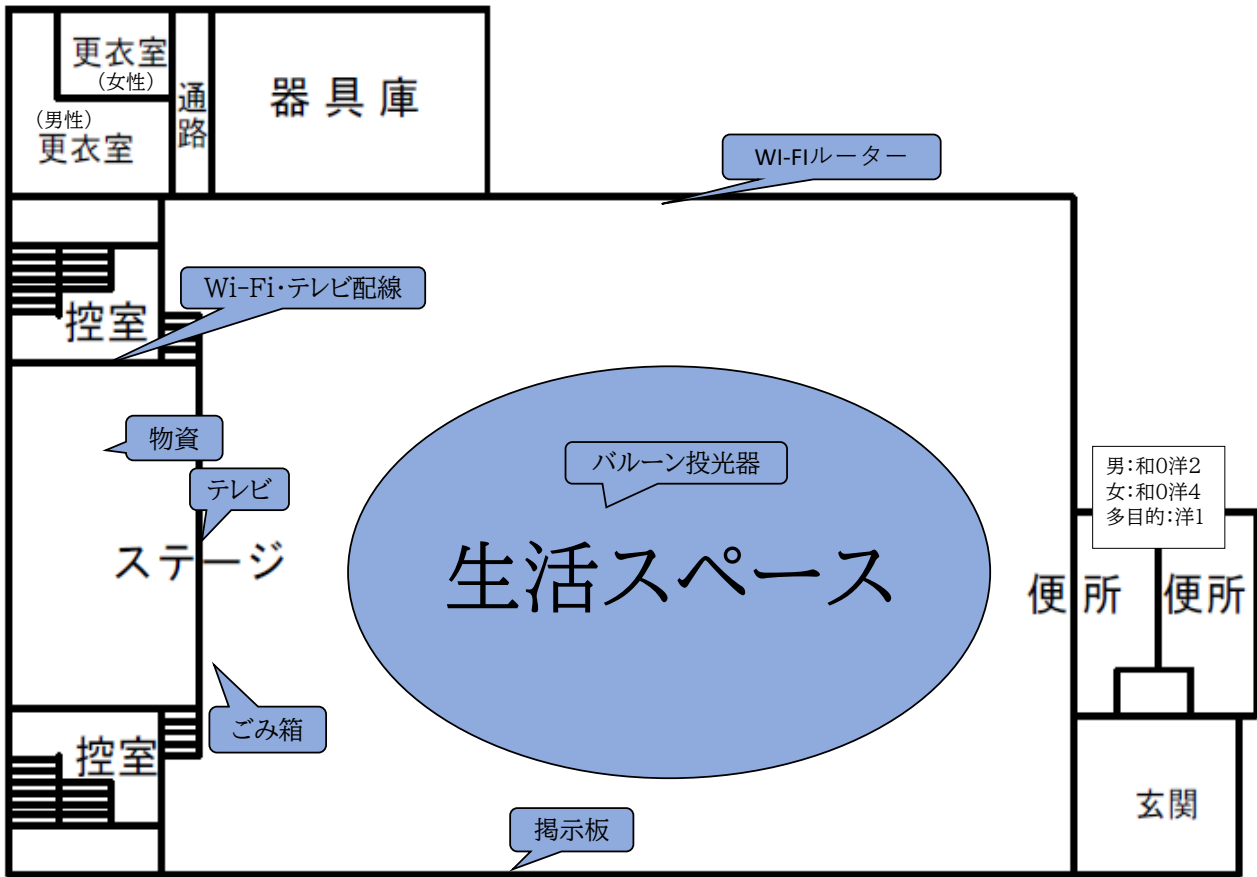 更衣室
（女性）
（男性）
更衣室
通路
器具庫
WI-FIルーター
Wi-Fi・テレビ配線
控室
物資
バルーン投光器
テレビ
男：和0洋2
女：和0洋4
多目的：洋1
ステージ
生活スペース
便所
便所
ごみ箱
控室
玄関
掲示板